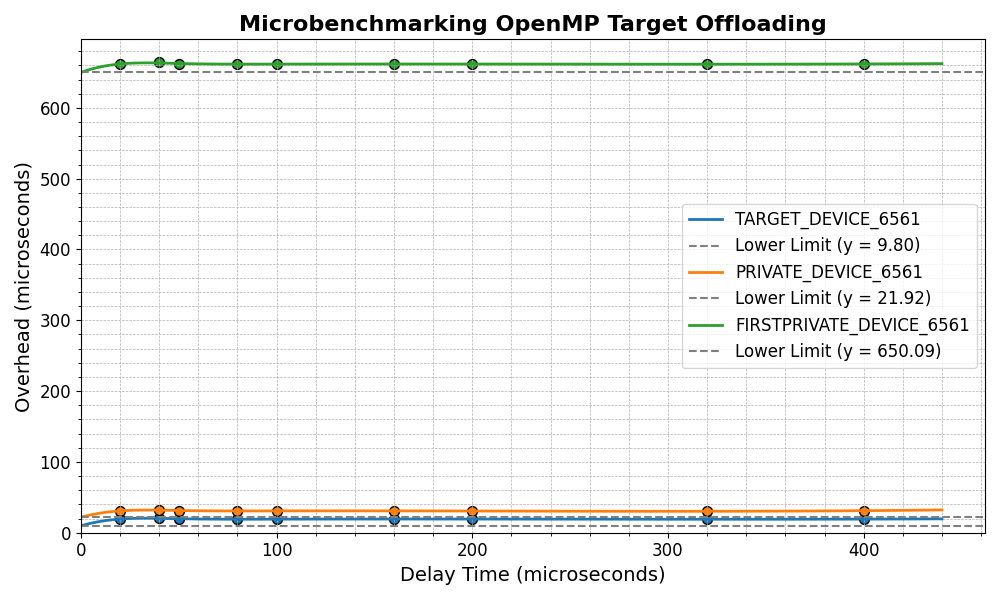 Microbenchmarking OpenMP Target Offloading
Overhead (microseconds)
600
500
400
300
200
100
0
TARGET_DEVICE_6561
Lower Limit (y = 9.80)
PRIVATE_DEVICE_6561
Lower Limit (y = 21.92)
FIRSTPRIVATE_DEVICE_6561
Lower Limit (y = 650.09)
0 100 200 300 400
Delay Time (microseconds)